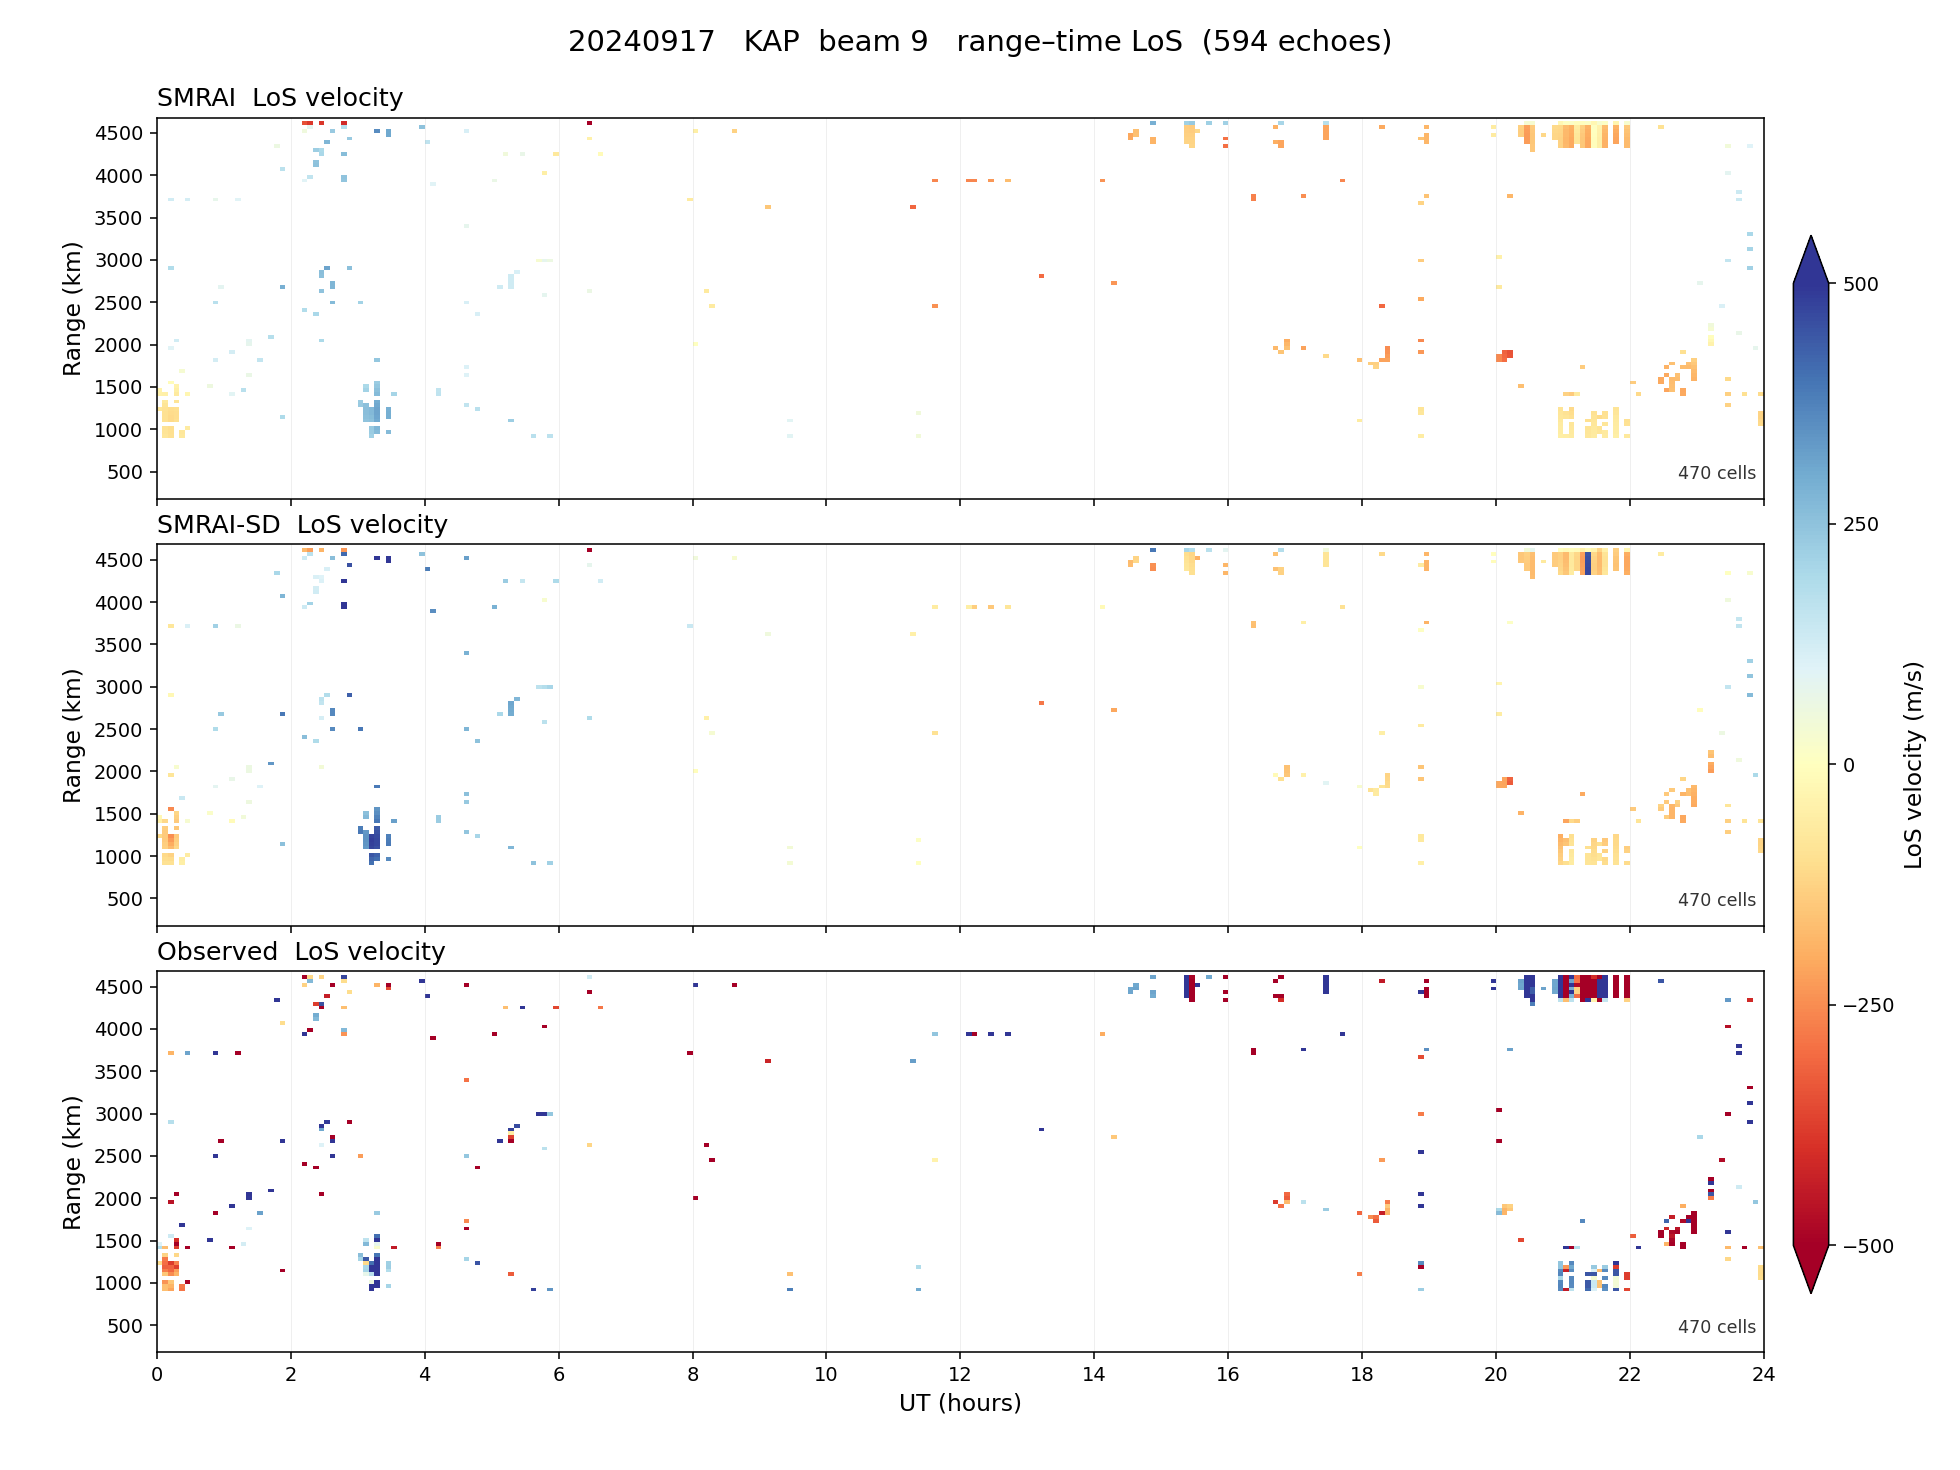 20240917   KAP  beam 9   range–time LoS  (594 echoes)
SMRAI  LoS velocity
Range (km)
4500
4000
3500
3000
2500
2000
1500
1000
500
470 cells
SMRAI-SD  LoS velocity
Range (km)
4500
4000
3500
3000
2500
2000
1500
1000
500
470 cells
Observed  LoS velocity
Range (km)
4500
4000
3500
3000
2500
2000
1500
1000
500
470 cells
0 2 4 6 8 10 12 14 16 18 20 22 24
UT (hours)
500
250
0
−250
−500
LoS velocity (m/s)